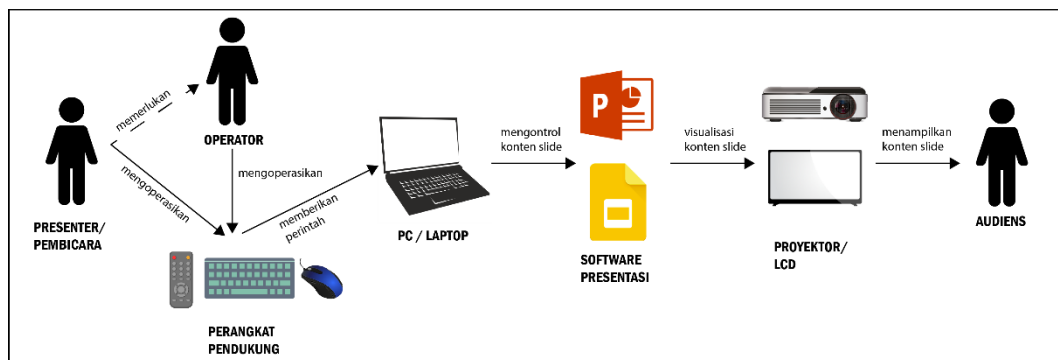 memerlukan
OPERATOR
mengoperasikan
PRESENTER/
PEMBICARA
mengoperasikan
memberikan
perintah
PERANGKAT
PENDUKUNG
PC / LAPTOP
mengontrol
konten slide
P
SOFTWARE
PRESENTASI
visualisasi
konten slide
PROYEKTOR/
LCD
menampilkan
konten slide
AUDIENS